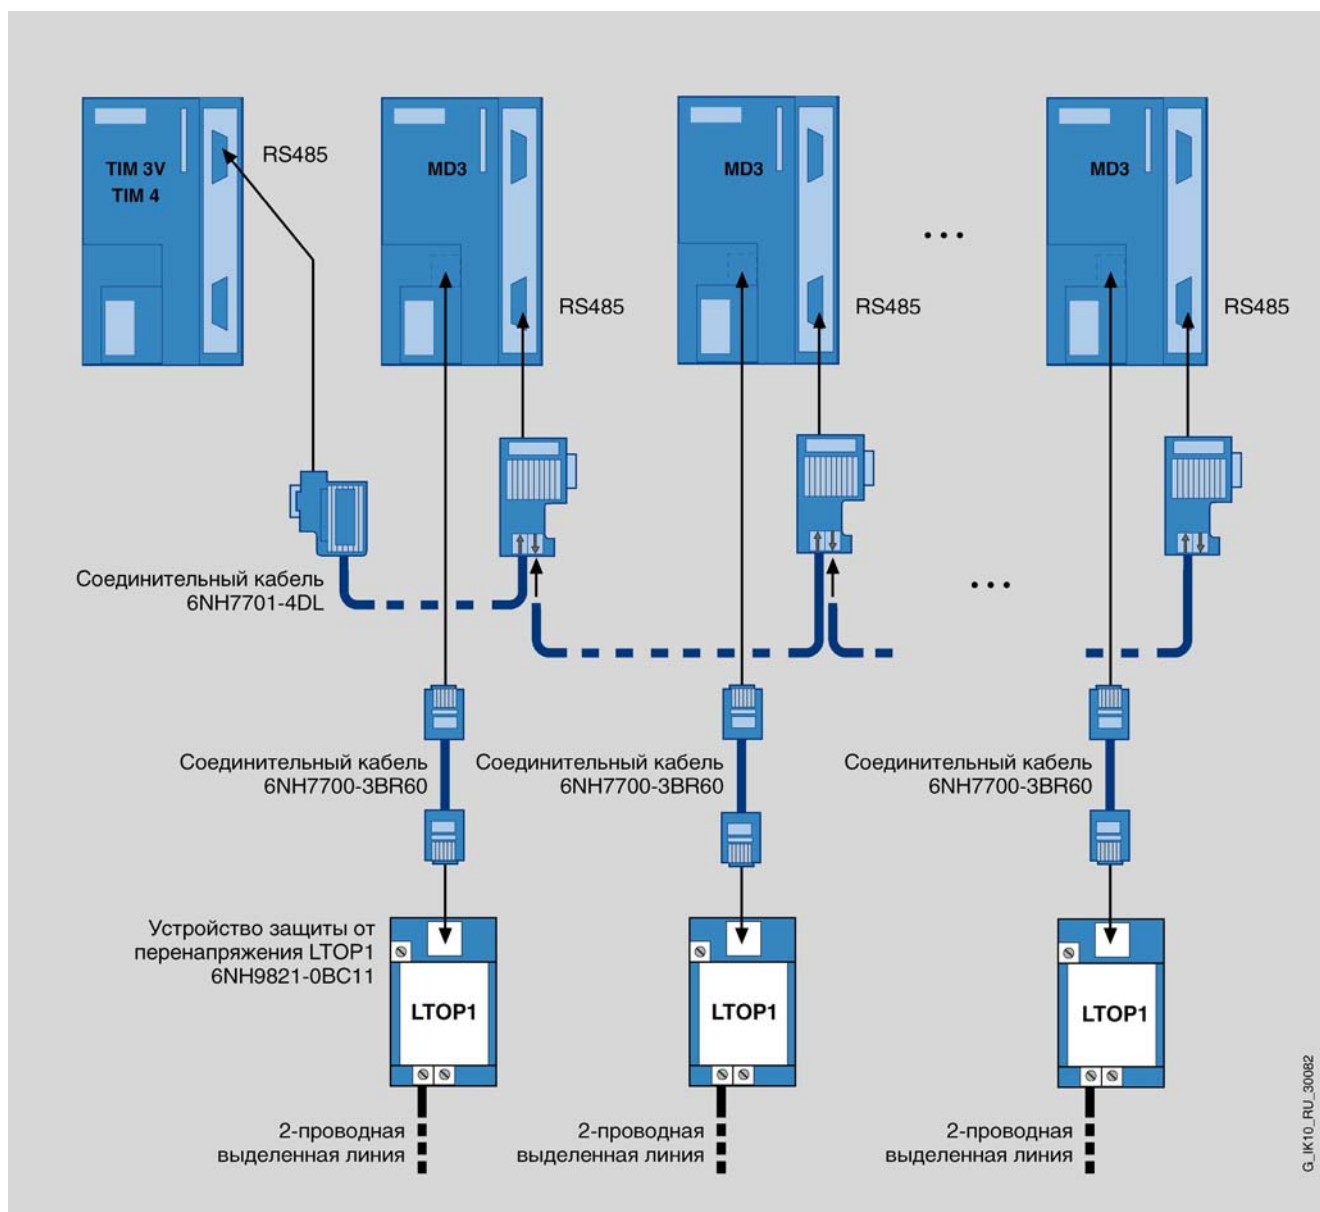 TIM 3V
TIM 4
RS485
MD3
RS485
MD3
RS485
...
MD3
RS485
Соединительный кабель
6NH7701-4DL
...
Соединительный кабель
6NH7700-3BR60
Соединительный кабель
6NH7700-3BR60
Соединительный кабель
6NH7700-3BR60
Устройство защиты от
перенапряжения LTOP1
6NH9821-0BC11
LTOP1
LTOP1
LTOP1
2-проводная
выделенная линия
2-проводная
выделенная линия
2-проводная
выделенная линия
G_IK10_RU_30082